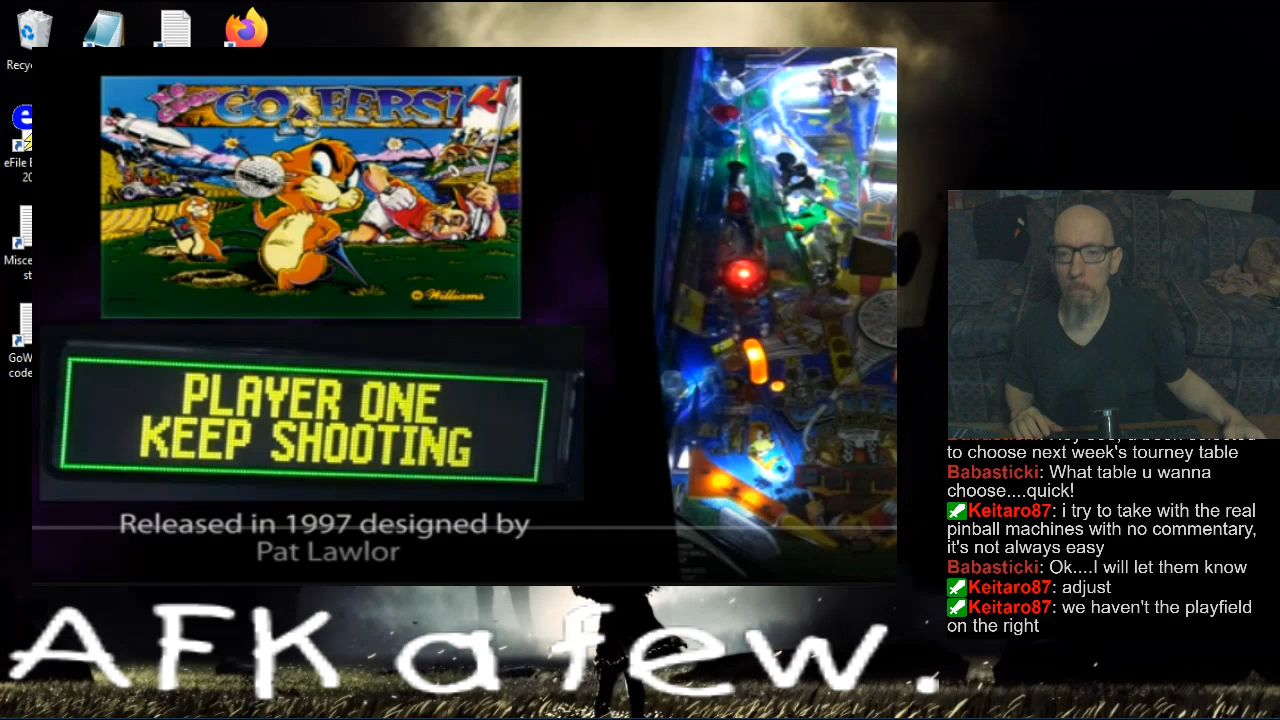 Recy
eFile E
20
Misce
st
GoW
code
NO GOOD
GOFERS!
© Williams
PLAYER ONE
KEEP SHOOTING
Released in 1997 designed by
Pat Lawlor
AFK a few.
to choose next week's tourney table
Babasticki: What table u wanna
choose....quick!
Keitaro87: i try to take with the real
pinball machines with no commentary,
it's not always easy
Babasticki: Ok....I will let them know
Keitaro87: adjust
Keitaro87: we haven't the playfield
on the right